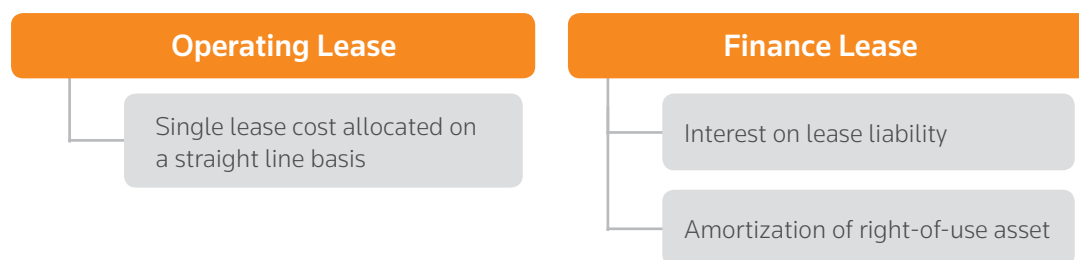 Operating Lease
Single lease cost allocated on
a straight line basis
Finance Lease
Interest on lease liability
Amortization of right-of-use asset